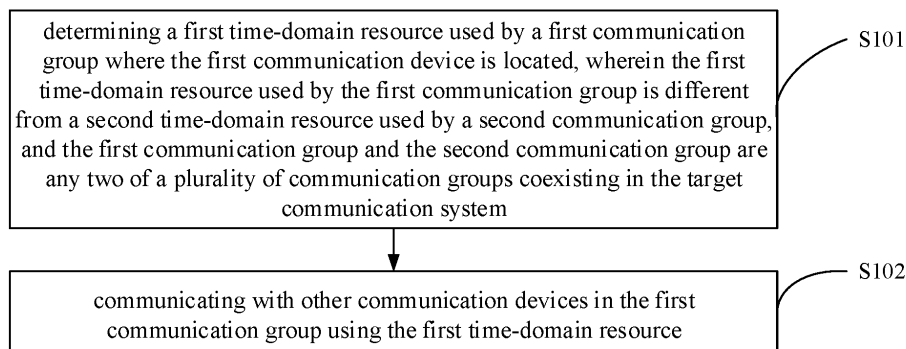 determining a first time-domain resource used by a first communication
group where the first communication device is located, wherein the first
time-domain resource used by the first communication group is different
from a second time-domain resource used by a second communication group,
and the first communication group and the second communication group are
any two of a plurality of communication groups coexisting in the target
communication system
S101
communicating with other communication devices in the first
communication group using the first time-domain resource
S102